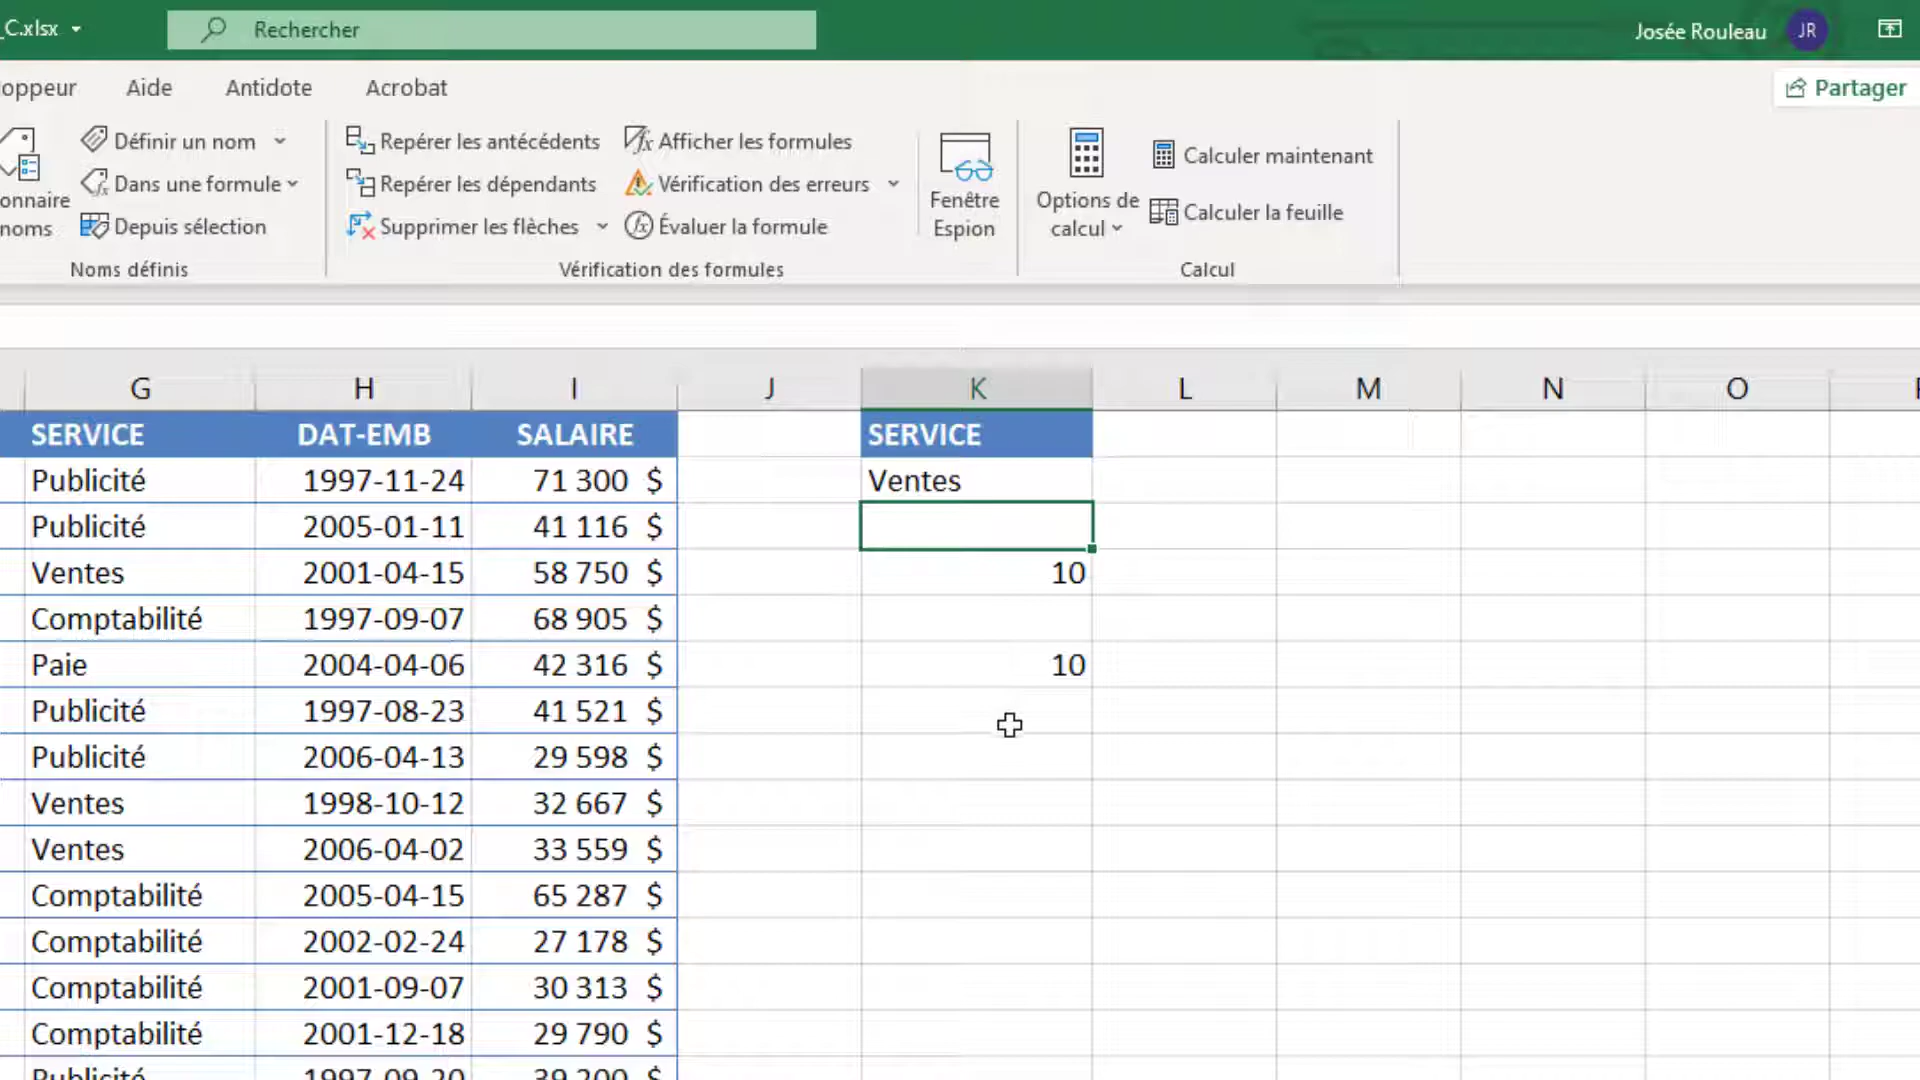 _C.xlsx
Rechercher
Josée Rouleau
JR
oppeur
Aide
Antidote
Acrobat
Partager
Définir un nom
Dans une formule
Depuis sélection
onnaire
noms
Noms définis
Repérer les antécédents
Repérer les dépendants
Supprimer les flèches
Afficher les formules
Vérification des erreurs
Évaluer la formule
Vérification des formules
Fenêtre
Espion
Options de
calcul
Calculer maintenant
Calculer la feuille
Calcul
G H I J K L M N O
SERVICE DAT-EMB SALAIRE SERVICE
Publicité 1997-11-24 71 300 $ Ventes
Publicité 2005-01-11 41 116 $
Ventes 2001-04-15 58 750 $ 10
Comptabilité 1997-09-07 68 905 $
Paie 2004-04-06 42 316 $ 10
Publicité 1997-08-23 41 521 $
Publicité 2006-04-13 29 598 $
Ventes 1998-10-12 32 667 $
Ventes 2006-04-02 33 559 $
Comptabilité 2005-04-15 65 287 $
Comptabilité 2002-02-24 27 178 $
Comptabilité 2001-09-07 30 313 $
Comptabilité 2001-12-18 29 790 $
Publicité 1997-09-20 39 200 $